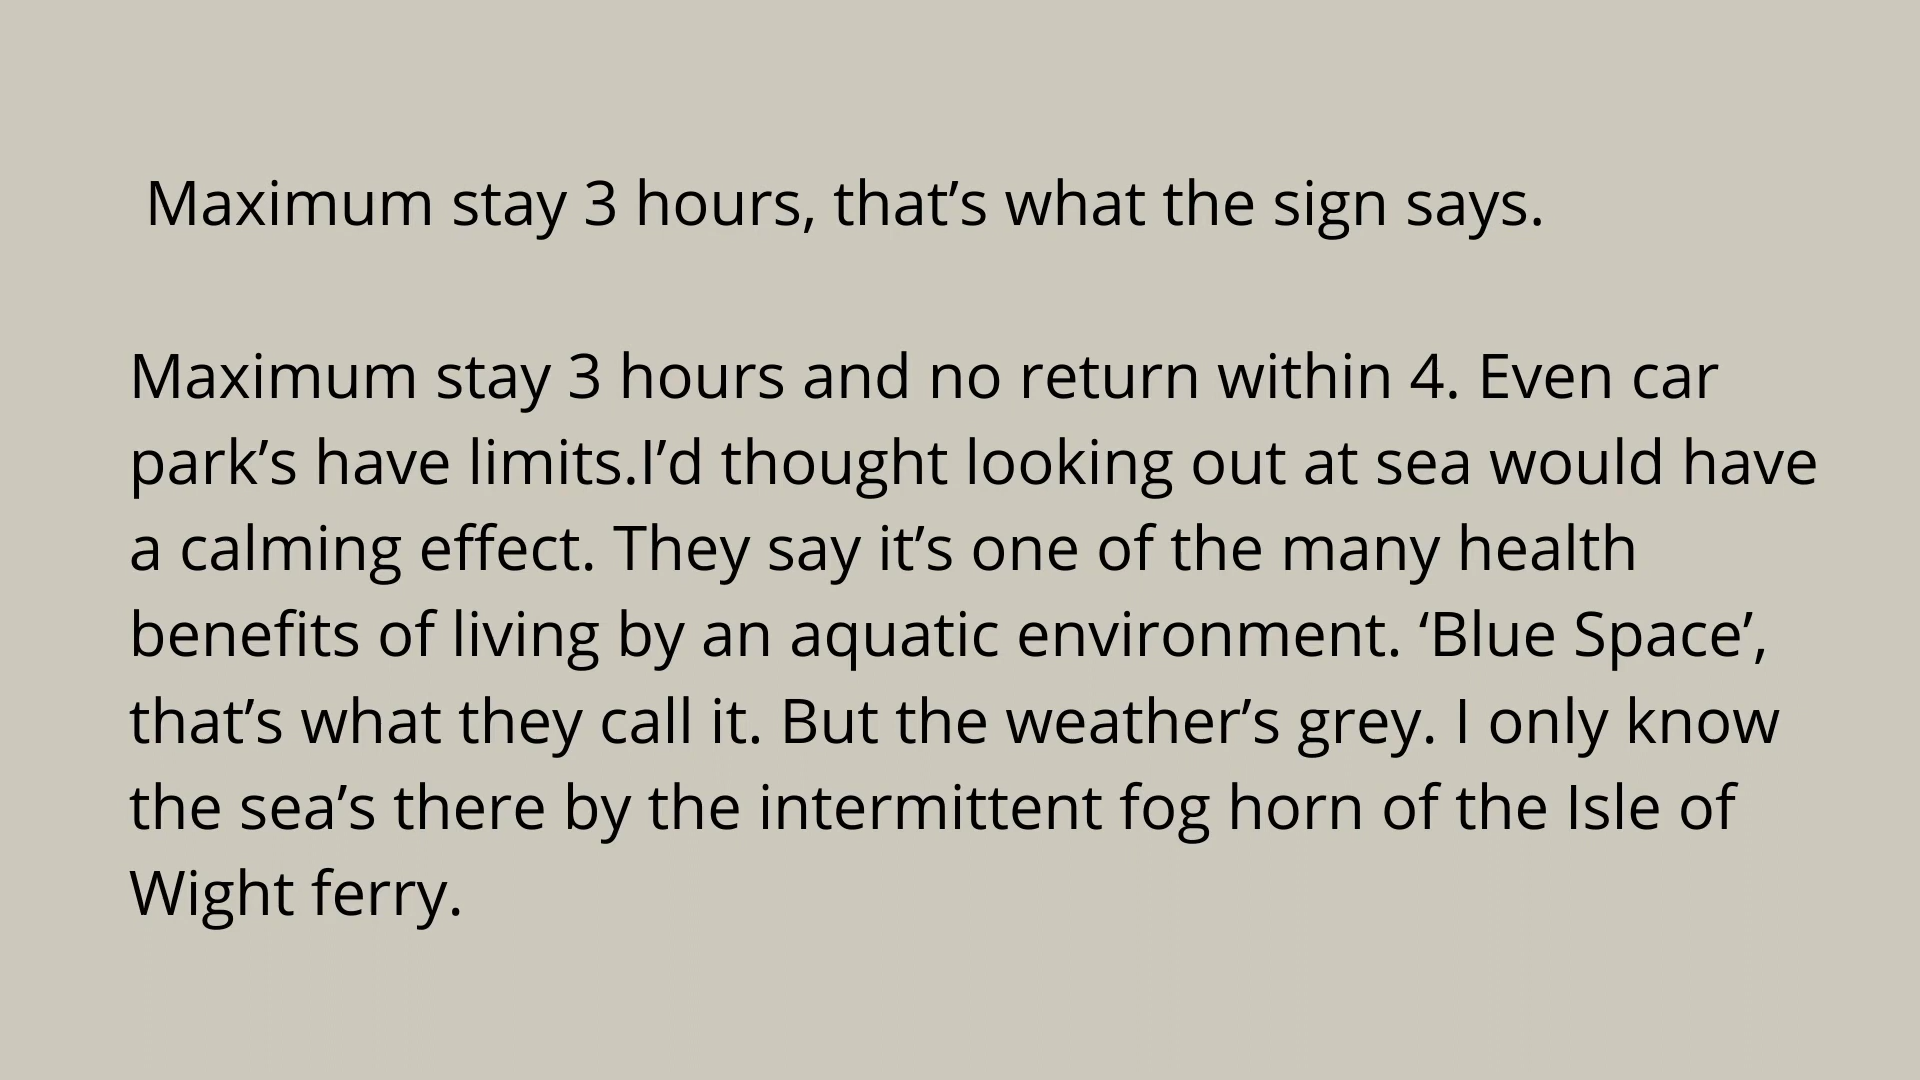 Maximum stay 3 hours, that’s what the sign says.
Maximum stay 3 hours and no return within 4. Even car
park’s have limits.I’d thought looking out at sea would have
a calming effect. They say it’s one of the many health
benefits of living by an aquatic environment. ‘Blue Space’,
that’s what they call it. But the weather’s grey. I only know
the sea’s there by the intermittent fog horn of the Isle of
Wight ferry.